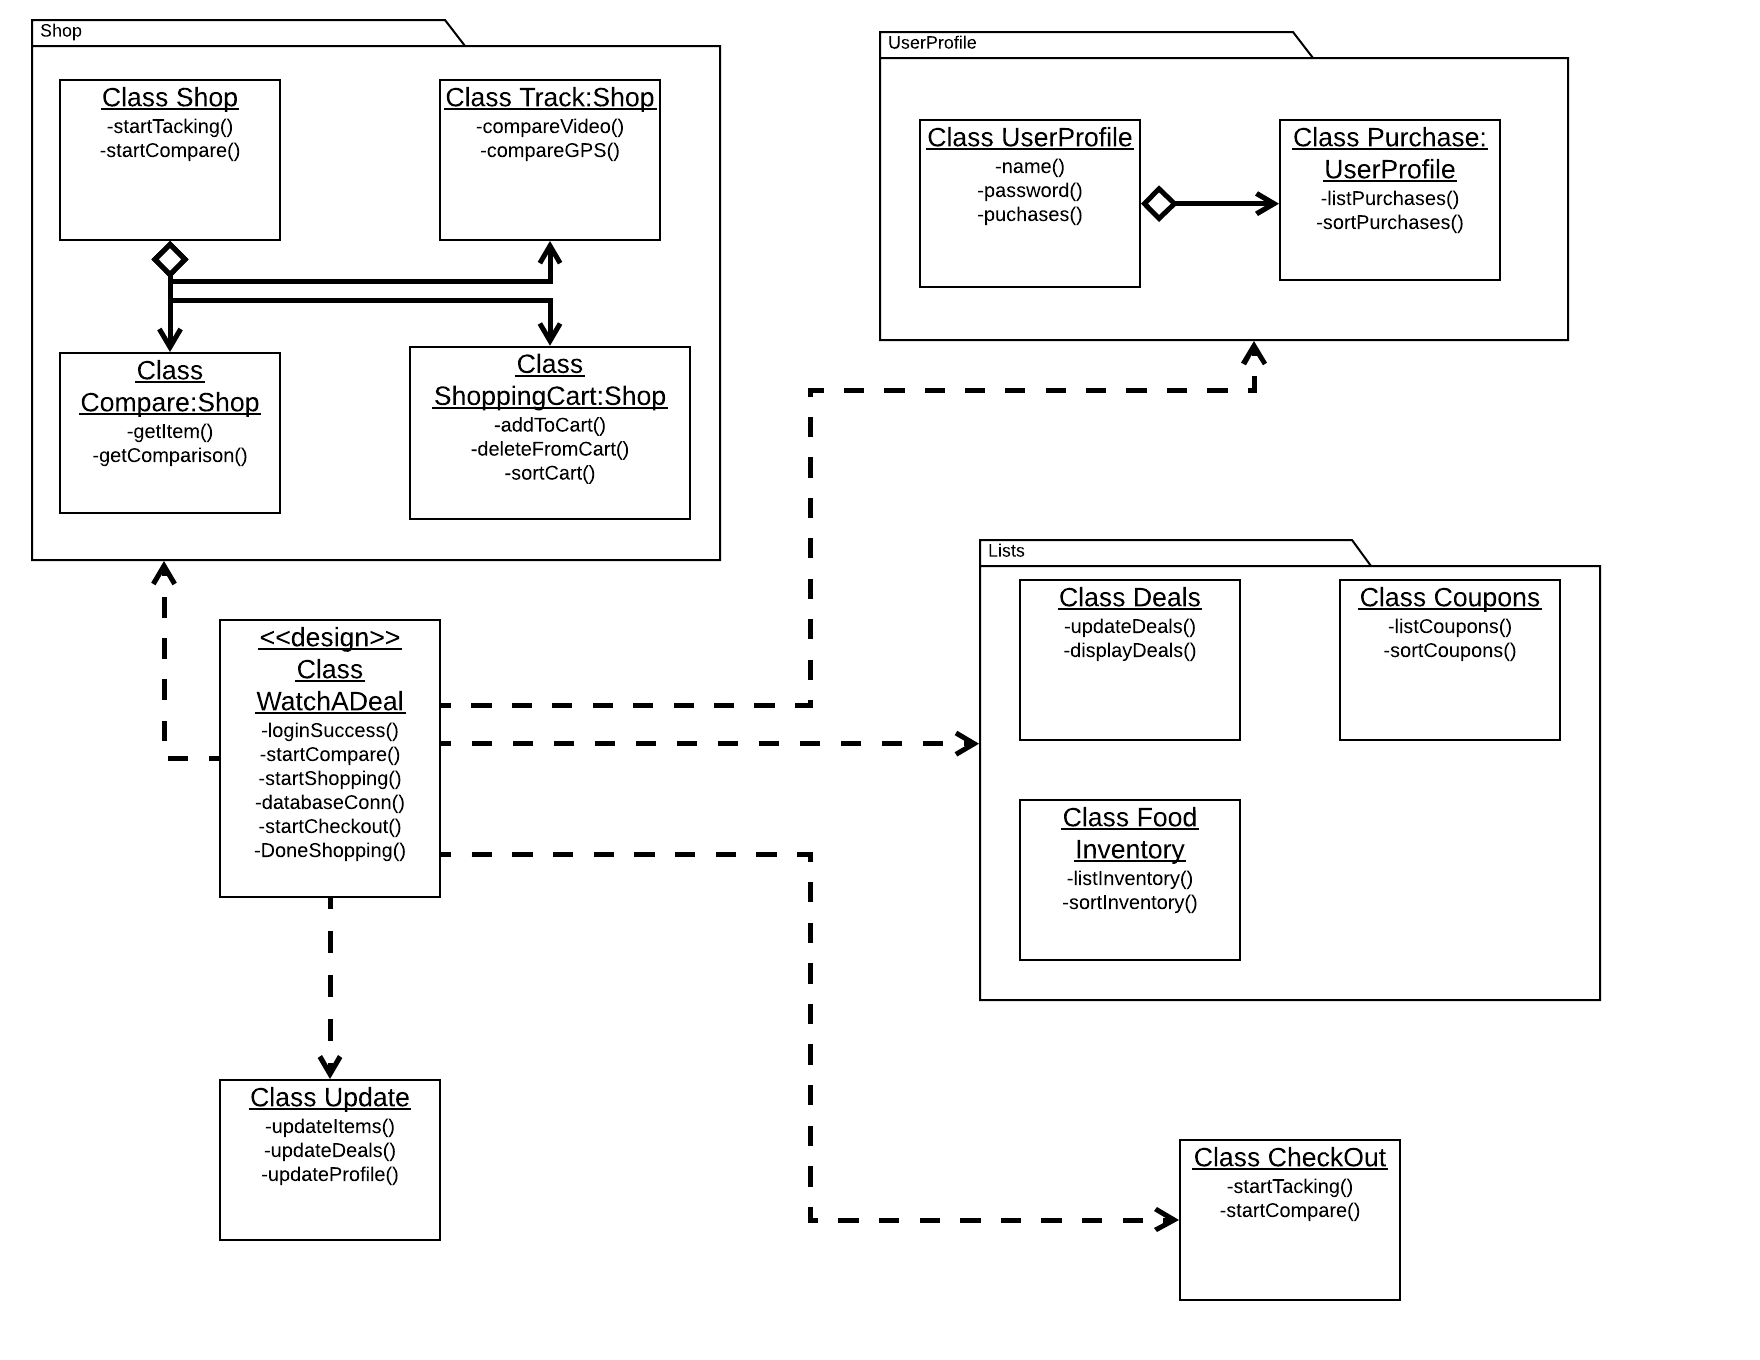 Shop
Class Shop
-startTacking()
-startCompare()
Class Track:Shop
-compareVideo()
-compareGPS()
Class
Compare:Shop
-getItem()
-getComparison()
Class
ShoppingCart:Shop
-addToCart()
-deleteFromCart()
-sortCart()
UserProfile
Class UserProfile
-name()
-password()
-puchases()
Class Purchase:
UserProfile
-listPurchases()
-sortPurchases()
<<design>>
Class
WatchADeal
-loginSuccess()
-startCompare()
-startShopping()
-databaseConn()
-startCheckout()
-DoneShopping()
Lists
Class Deals
-updateDeals()
-displayDeals()
Class Coupons
-listCoupons()
-sortCoupons()
Class Food
Inventory
-listInventory()
-sortInventory()
Class Update
-updateItems()
-updateDeals()
-updateProfile()
Class CheckOut
-startTacking()
-startCompare()